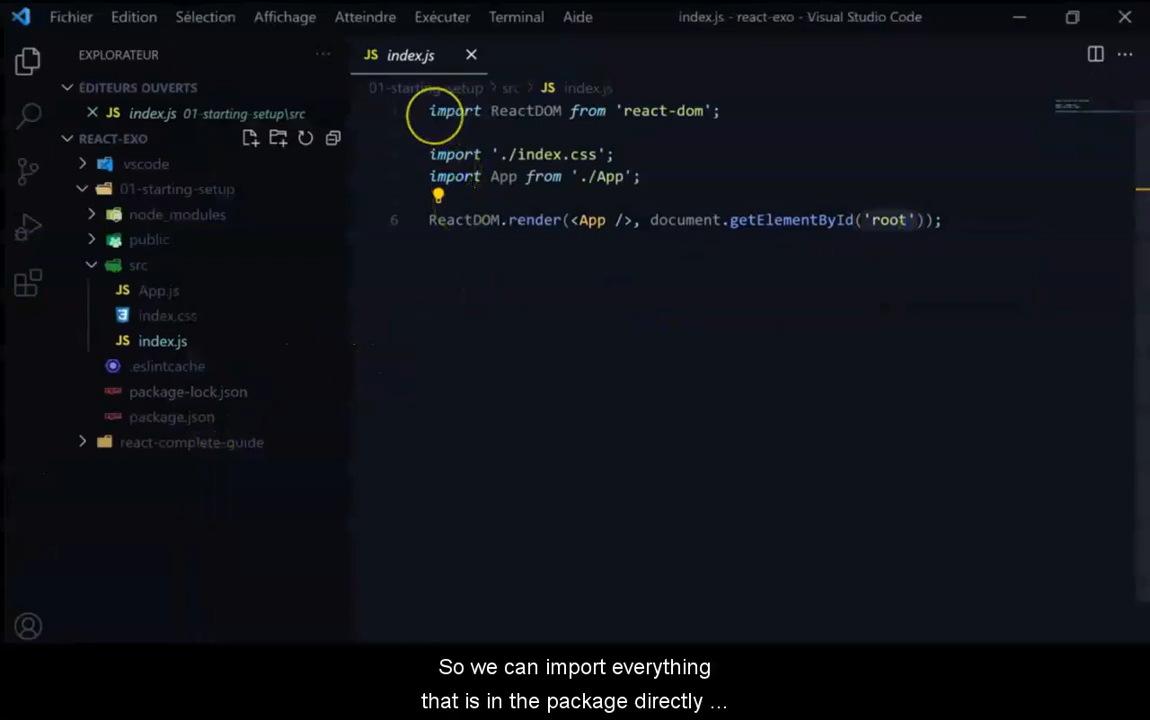 Fichier Edition Sélection Affichage Atteindre Exécuter Terminal Aide index.js - react-exo - Visual Studio Code
EXPLORATEUR
JS index.js
ÉDITEURS OUVERTS
JS index.js 01-starting-setup\src
01-starting-setup > src > JS index.js
REACT-EXO
vscode
01-starting-setup
node_modules
public
src
JS App.js
index.css
JS index.js
.eslintcache
package-lock.json
package.json
react-complete-guide
import ReactDOM from 'react-dom';
import './index.css';
import App from './App';
6 ReactDOM.render(<App />, document.getElementById('root'));
So we can import everything
that is in the package directly ...